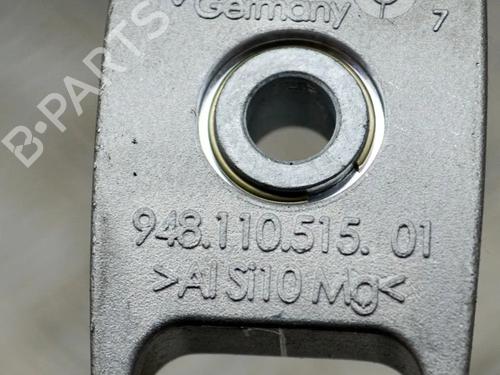 Germany
7
948.110.515. 01
>AlSi10Mg<
B-PARTS